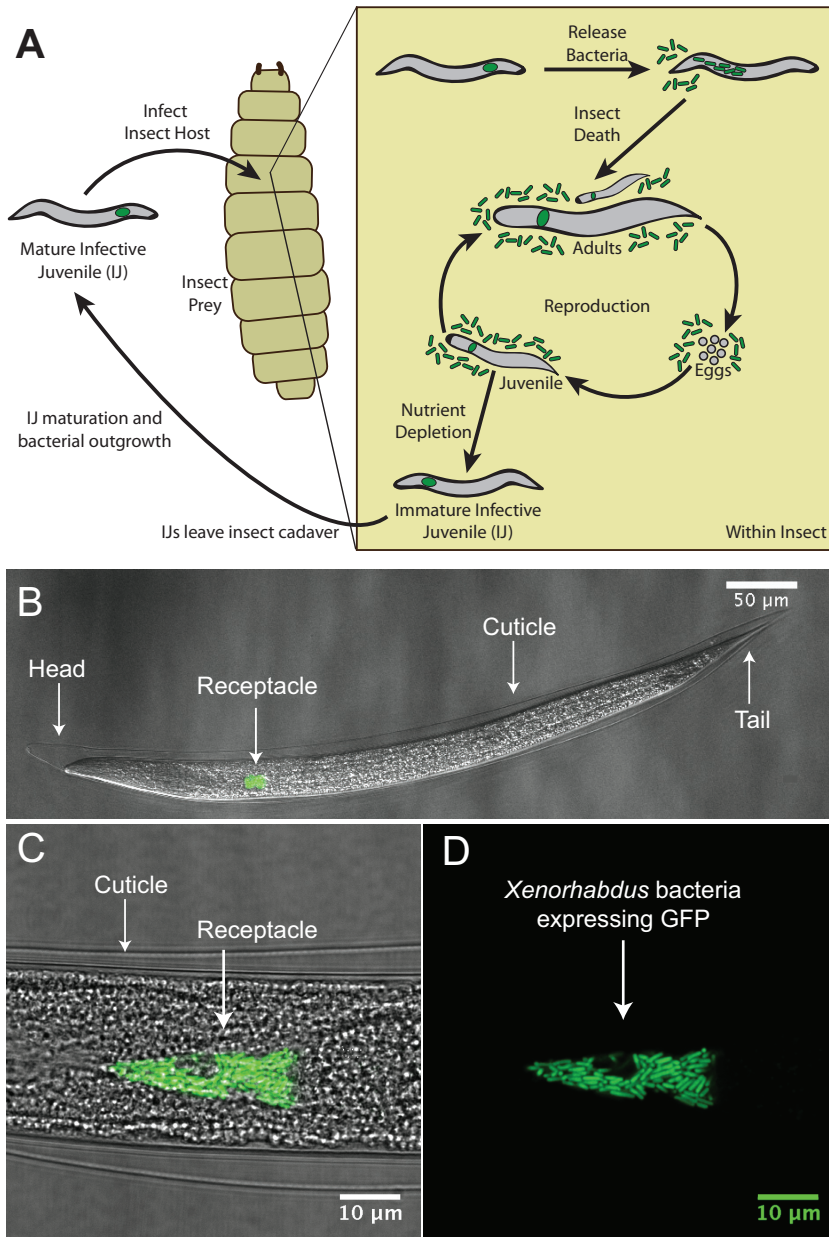 A
Release
Bacteria
Infect
Insect Host
Insect
Death
Mature Infective
Juvenile (IJ)
Adults
Insect
Prey
Reproduction
Juvenile
Eggs
Nutrient
Depletion
IJ maturation and
bacterial outgrowth
Immature Infective
Juvenile (IJ)
IJs leave insect cadaver
Within Insect
B
50 µm
Cuticle
Head
Receptacle
Tail
C
Cuticle
Receptacle
10 µm
D
Xenorhabdus bacteria
expressing GFP
10 µm